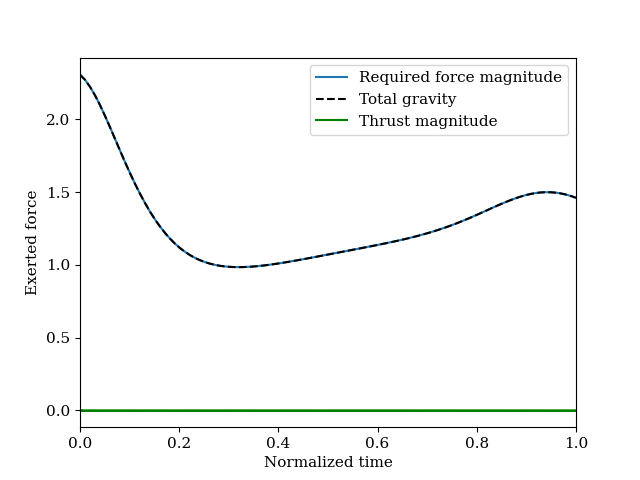 Required force magnitude
Total gravity
Thrust magnitude
Exerted force
2.0
1.5
1.0
0.5
0.0
0.0 0.2 0.4 0.6 0.8 1.0
Normalized time